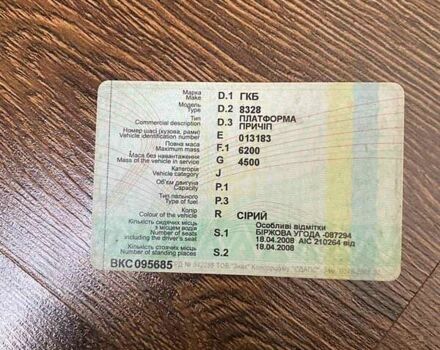 Марка
Make D.1 ГКБ
Модель
Type D.2 8328
Тип
Commercial description D.3 ПЛАТФОРМА
ПРИЧІП
Номер шасі (кузова, рами)
Vehicle identification number E 013183
Повна маса
Maximum mass F.1 6200
Маса без навантаження
Mass of the vehicle in service G 4500
Категорія
Vehicle category J
Об'єм двигуна
Capacity P.1
Тип пального
Type of fuel P.3
Колір
Colour of the vehicle R СІРИЙ
Кількість сидячих місць
з місцем водія
Number of seats
including the driver's seat S.1
Особливі відмітки
БІРЖОВА УГОДА -087294
18.04.2008 АІС 210264 від
18.04.2008
Кількість стоячих місць
Number of standing places S.2
ВКС 095685